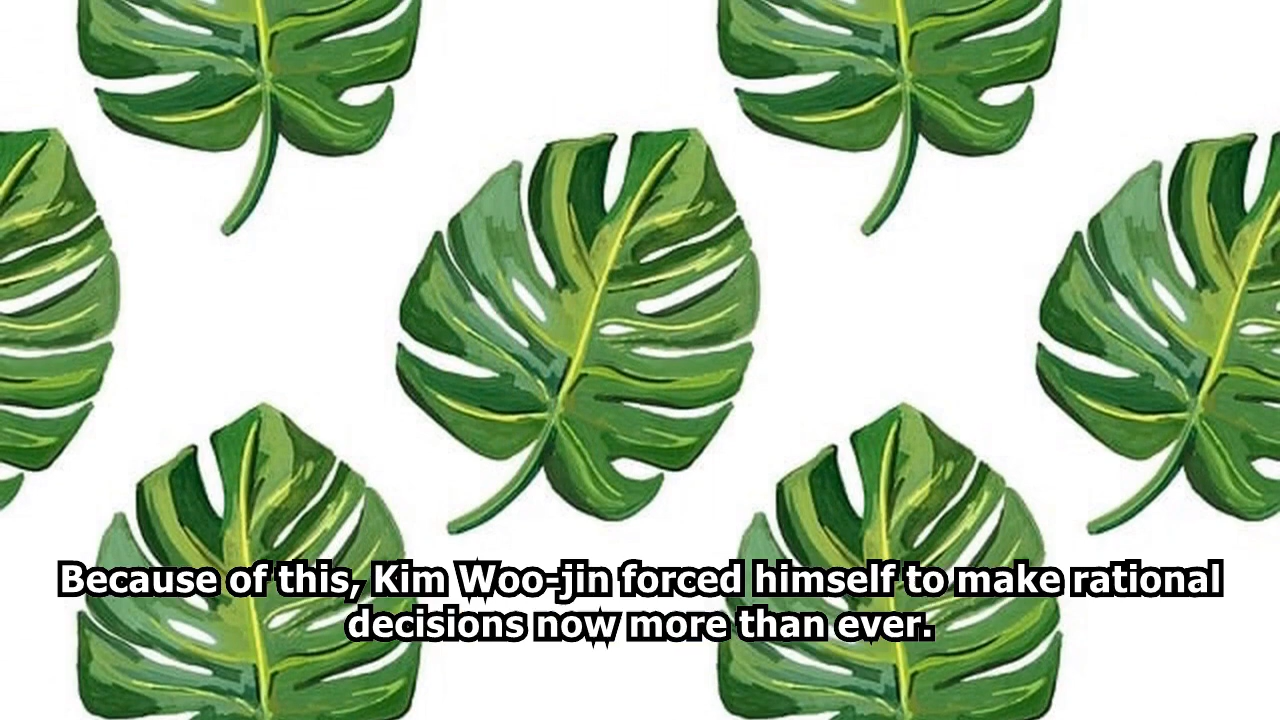 Because of this, Kim Woo-jin forced himself to make rational
decisions now more than ever.